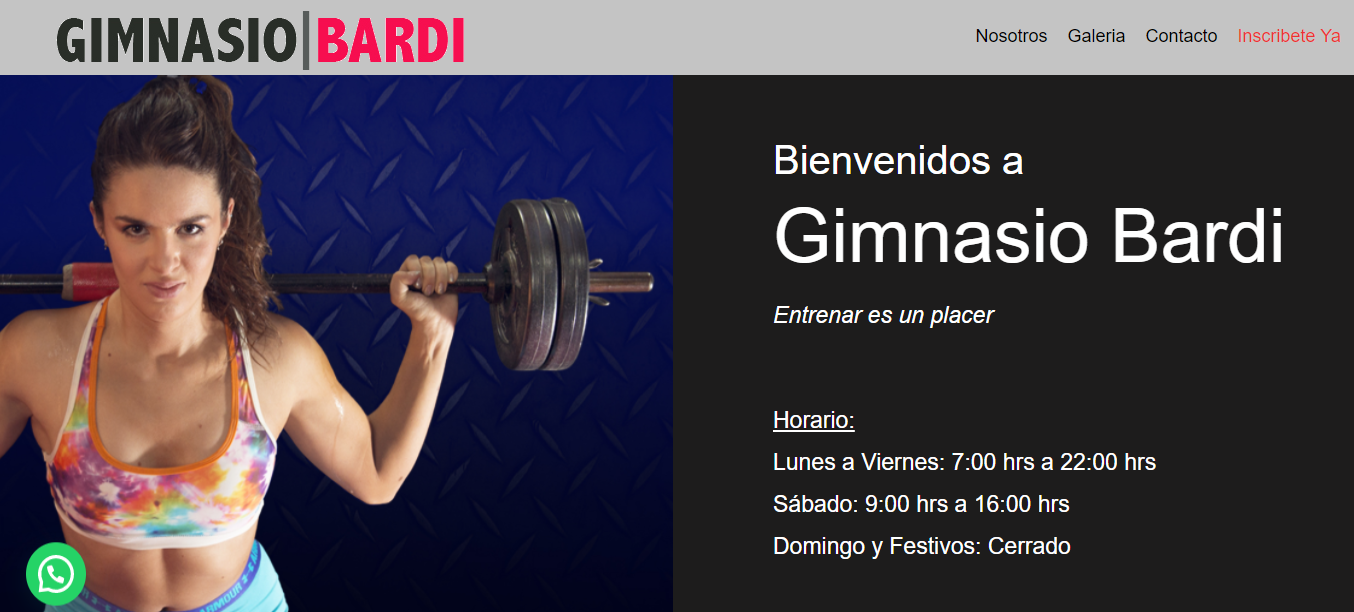 GIMNASIO|BARDI
Nosotros Galeria Contacto Inscribete Ya
Bienvenidos a
Gimnasio Bardi
Entrenar es un placer
Horario:
Lunes a Viernes: 7:00 hrs a 22:00 hrs
Sábado: 9:00 hrs a 16:00 hrs
Domingo y Festivos: Cerrado
ARMOUR